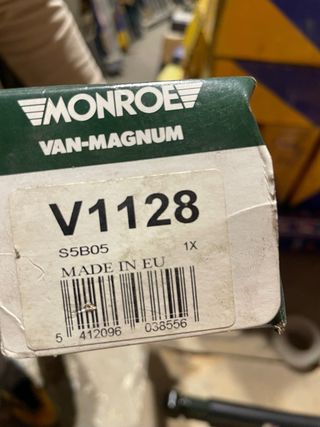 MONROE
VAN-MAGNUM
V1128
S5B05 1X
MADE IN EU
5 412096 038556